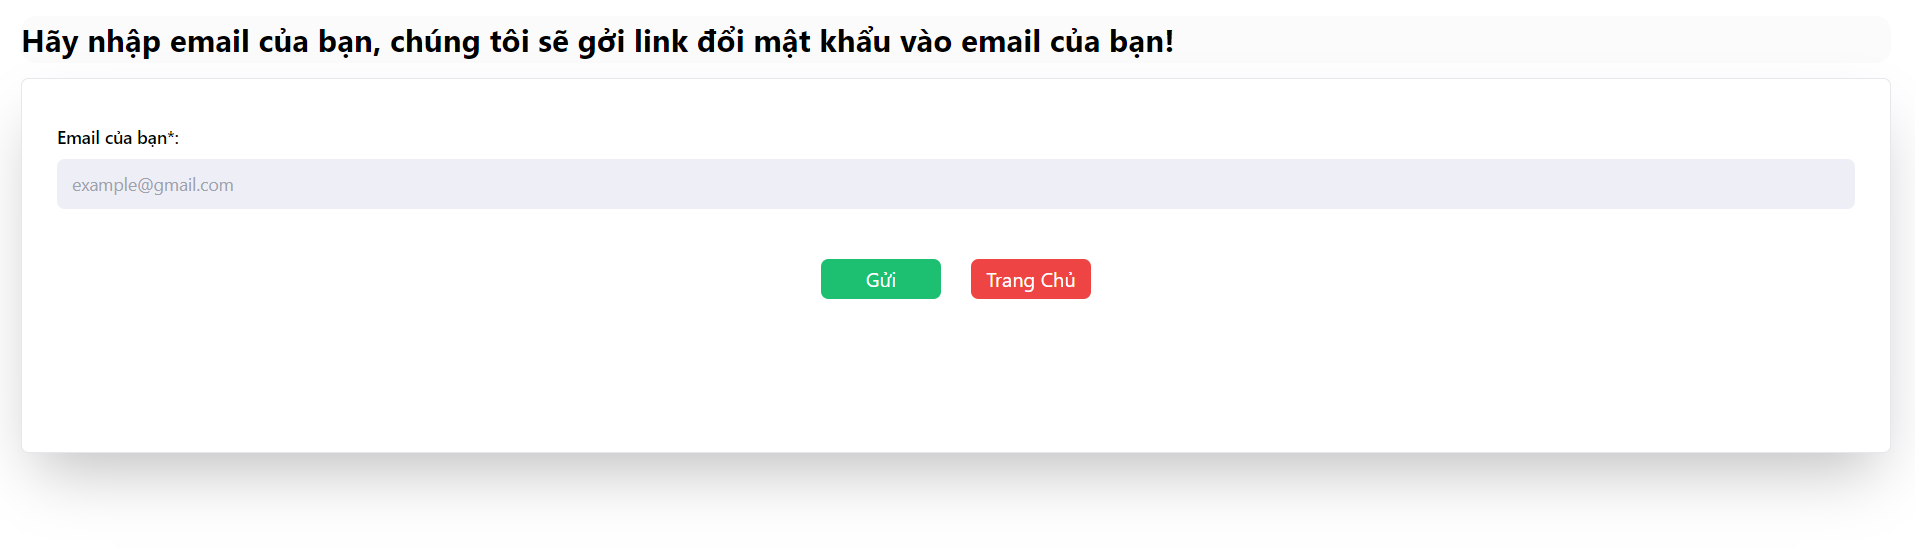 Hãy nhập email của bạn, chúng tôi sẽ gởi link đổi mật khẩu vào email của bạn!
Email của bạn*:
example@gmail.com
Gửi
Trang Chủ